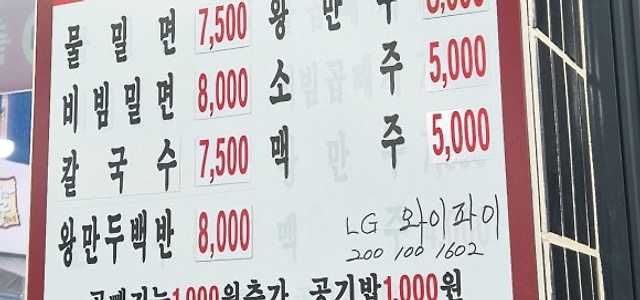 물밀면 7,500 왕만두
비빔밀면 8,000 소주 5,000
칼국수 7,500 맥주 5,000
왕만두백반 8,000
LG 와이파이
200 100 1602
곱빼기는 1,000원추가 공기밥 1,000원